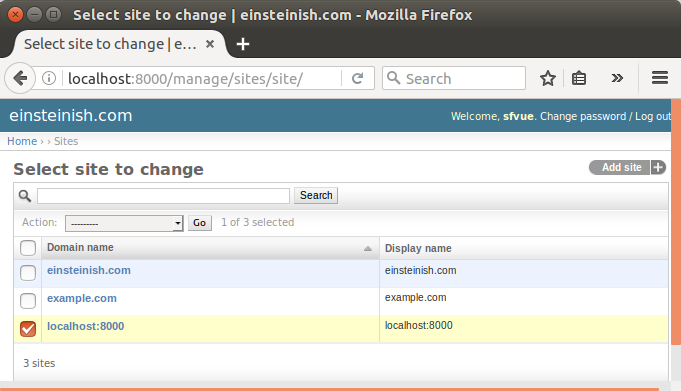 Select site to change | einsteinish.com - Mozilla Firefox
Select site to change | e...
localhost:8000/manage/sites/site/
Search
einsteinish.com
Welcome, sfvue. Change password / Log out
Home › › Sites
Select site to change
Add site +
Search
Action: --------- Go 1 of 3 selected
Domain name Display name
einsteinish.com einsteinish.com
example.com example.com
localhost:8000 localhost:8000
3 sites